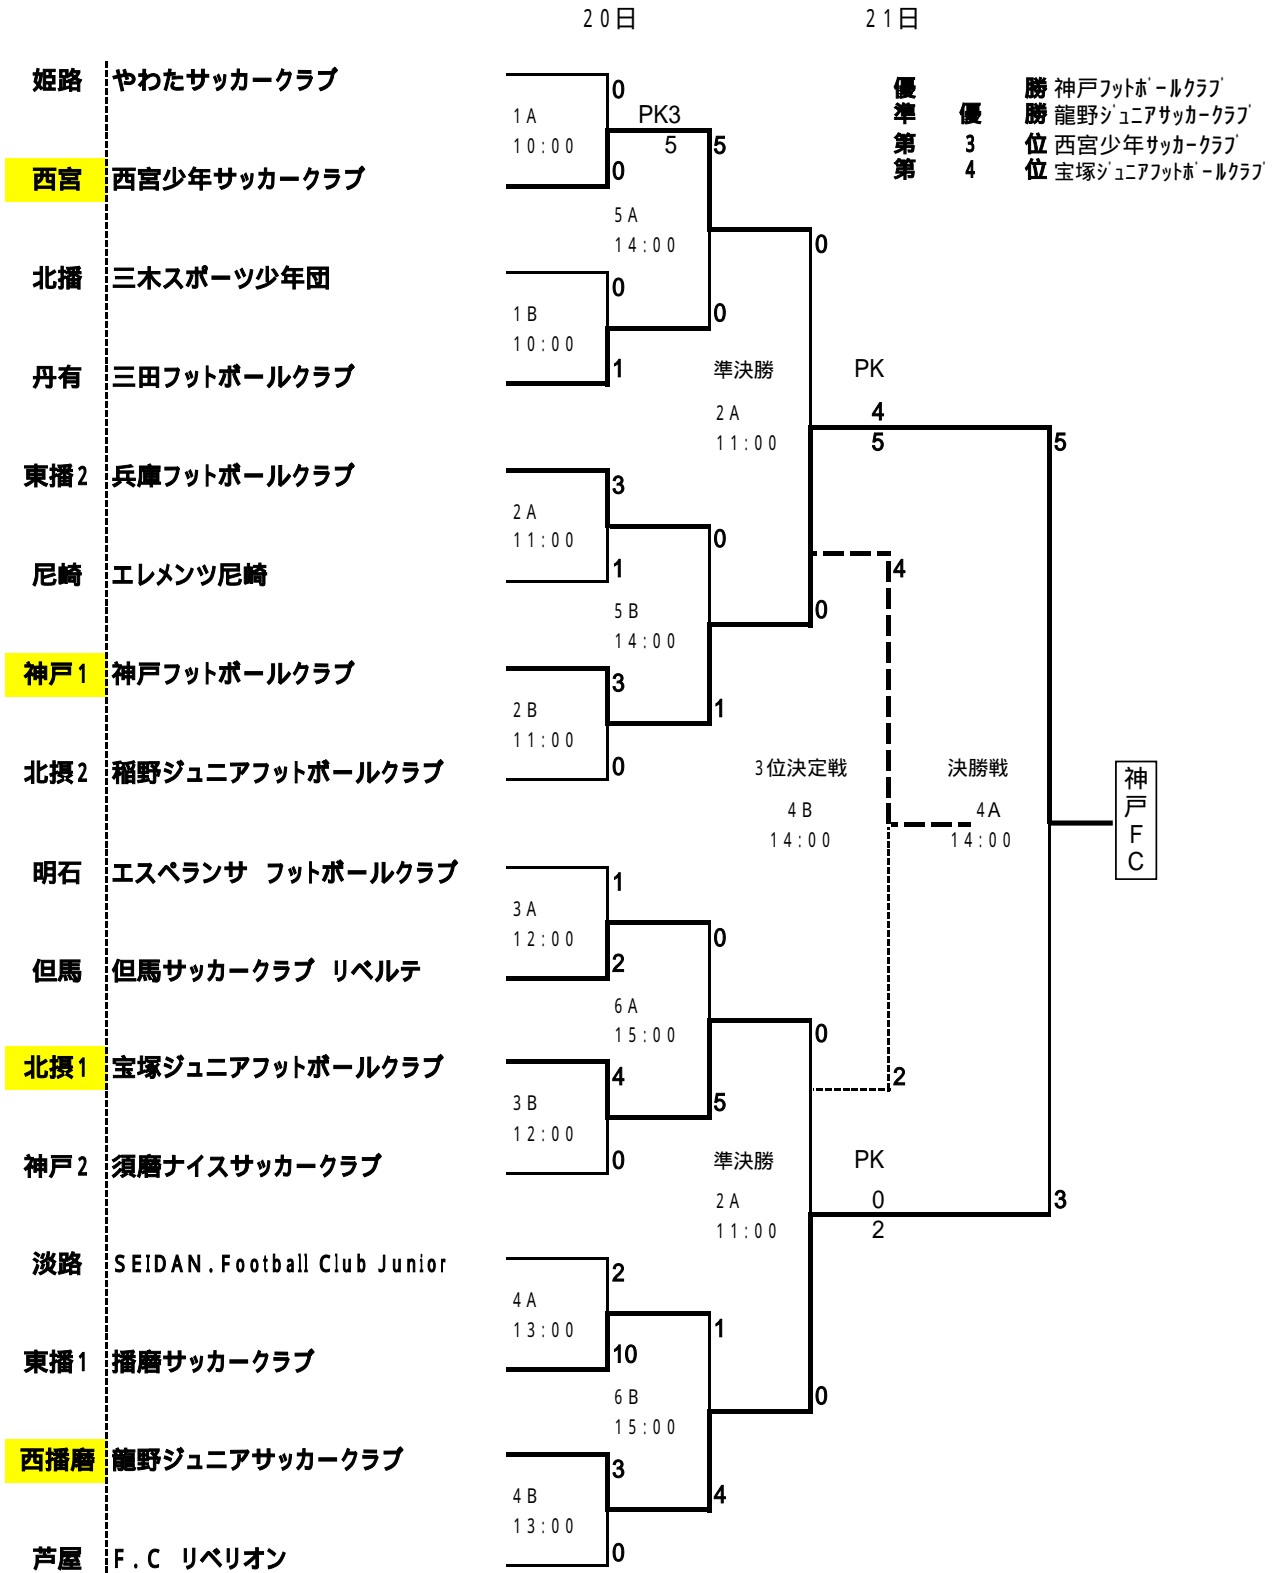 20日 21日
優 勝 神戸フットボールクラブ
準 優 勝 龍野ジュニアサッカークラブ
第 3 位 西宮少年サッカークラブ
第 4 位 宝塚ジュニアフットボールクラブ
姫路 やわたサッカークラブ
0
1A
10:00
PK3
5
5
西宮 西宮少年サッカークラブ
0
5A
14:00
0
北播 三木スポーツ少年団
0
1B
10:00
0
丹有 三田フットボールクラブ
1
準決勝
2A
11:00
PK
4
5
5
東播2 兵庫フットボールクラブ
3
2A
11:00
0
尼崎 エレメンツ尼崎
1
4
5B
14:00
0
神戸1 神戸フットボールクラブ
3
2B
11:00
1
北摂2 稲野ジュニアフットボールクラブ
0
3位決定戦
4B
14:00
決勝戦
4A
14:00
神戸FC
明石 エスペランサ フットボールクラブ
1
3A
12:00
0
但馬 但馬サッカークラブ リベルテ
2
6A
15:00
0
北摂1 宝塚ジュニアフットボールクラブ
4
2
3B
12:00
5
神戸2 須磨ナイスサッカークラブ
0
準決勝
2A
11:00
PK
0
2
3
淡路 SEIDAN.Football Club Junior
2
4A
13:00
1
東播1 播磨サッカークラブ
10
6B
15:00
0
西播磨 龍野ジュニアサッカークラブ
3
4B
13:00
4
芦屋 F.C リベリオン
0